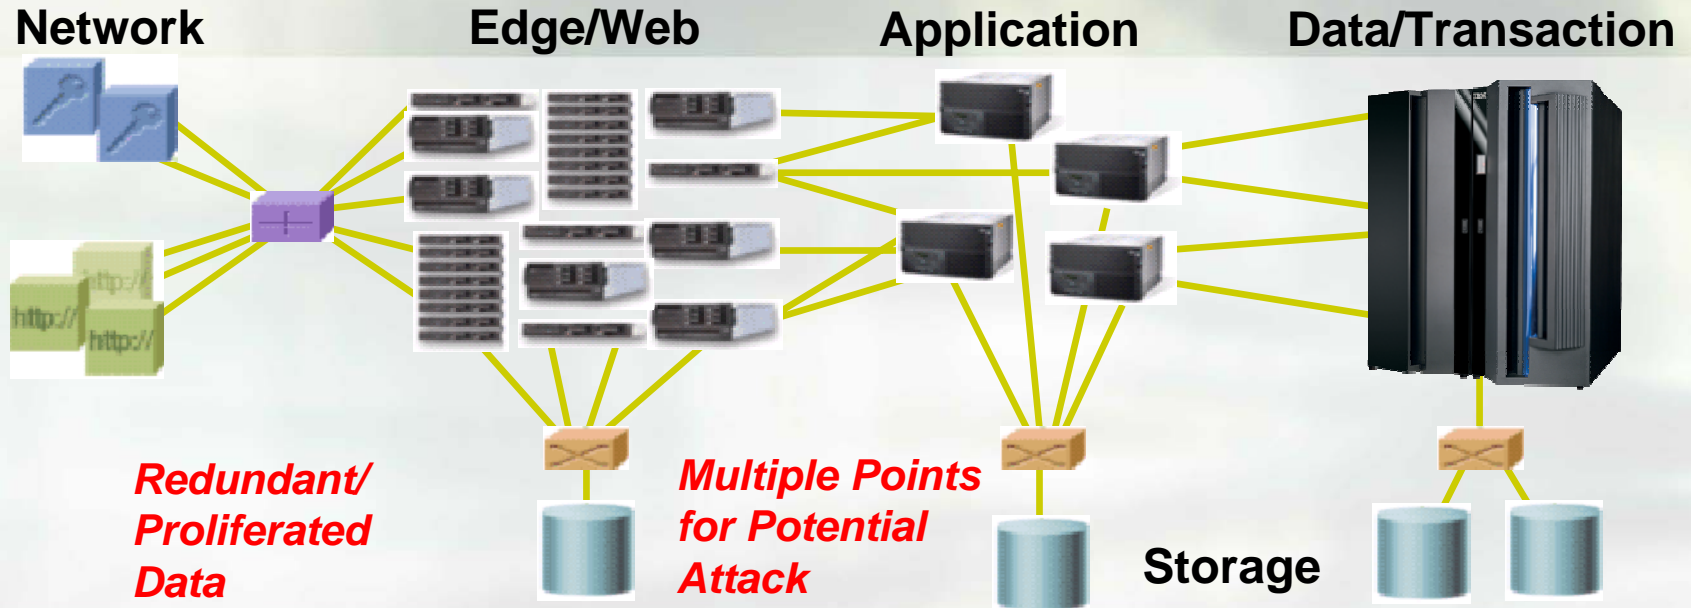 Network
Edge/Web
Application
Data/Transaction
http://
http://
http://
Redundant/
Proliferated
Data
Multiple Points
for Potential
Attack
Storage